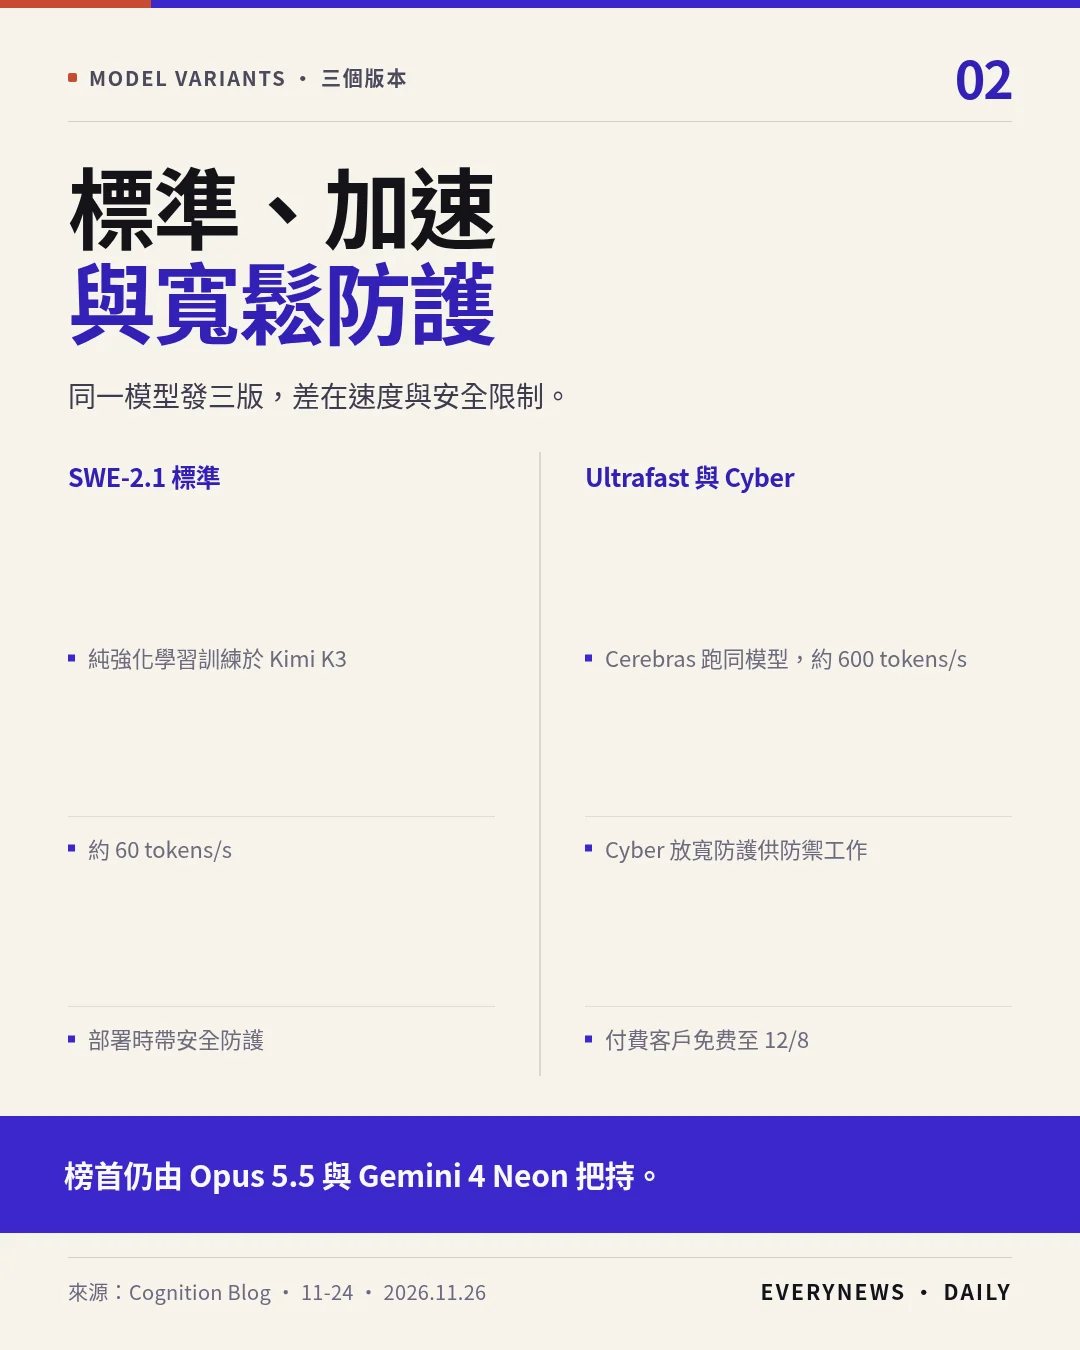 MODEL VARIANTS • 三個版本
02
標準、加速
與寬鬆防護
同一模型發三版，差在速度與安全限制。
SWE-2.1 標準
純強化學習訓練於 Kimi K3
約 60 tokens/s
部署時帶安全防護
Ultrafast 與 Cyber
Cerebras 跑同模型，約 600 tokens/s
Cyber 放寬防護供防禦工作
付費客戶免费至 12/8
榜首仍由 Opus 5.5 與 Gemini 4 Neon 把持。
來源：Cognition Blog • 11-24 • 2026.11.26
EVERYNEWS • DAILY